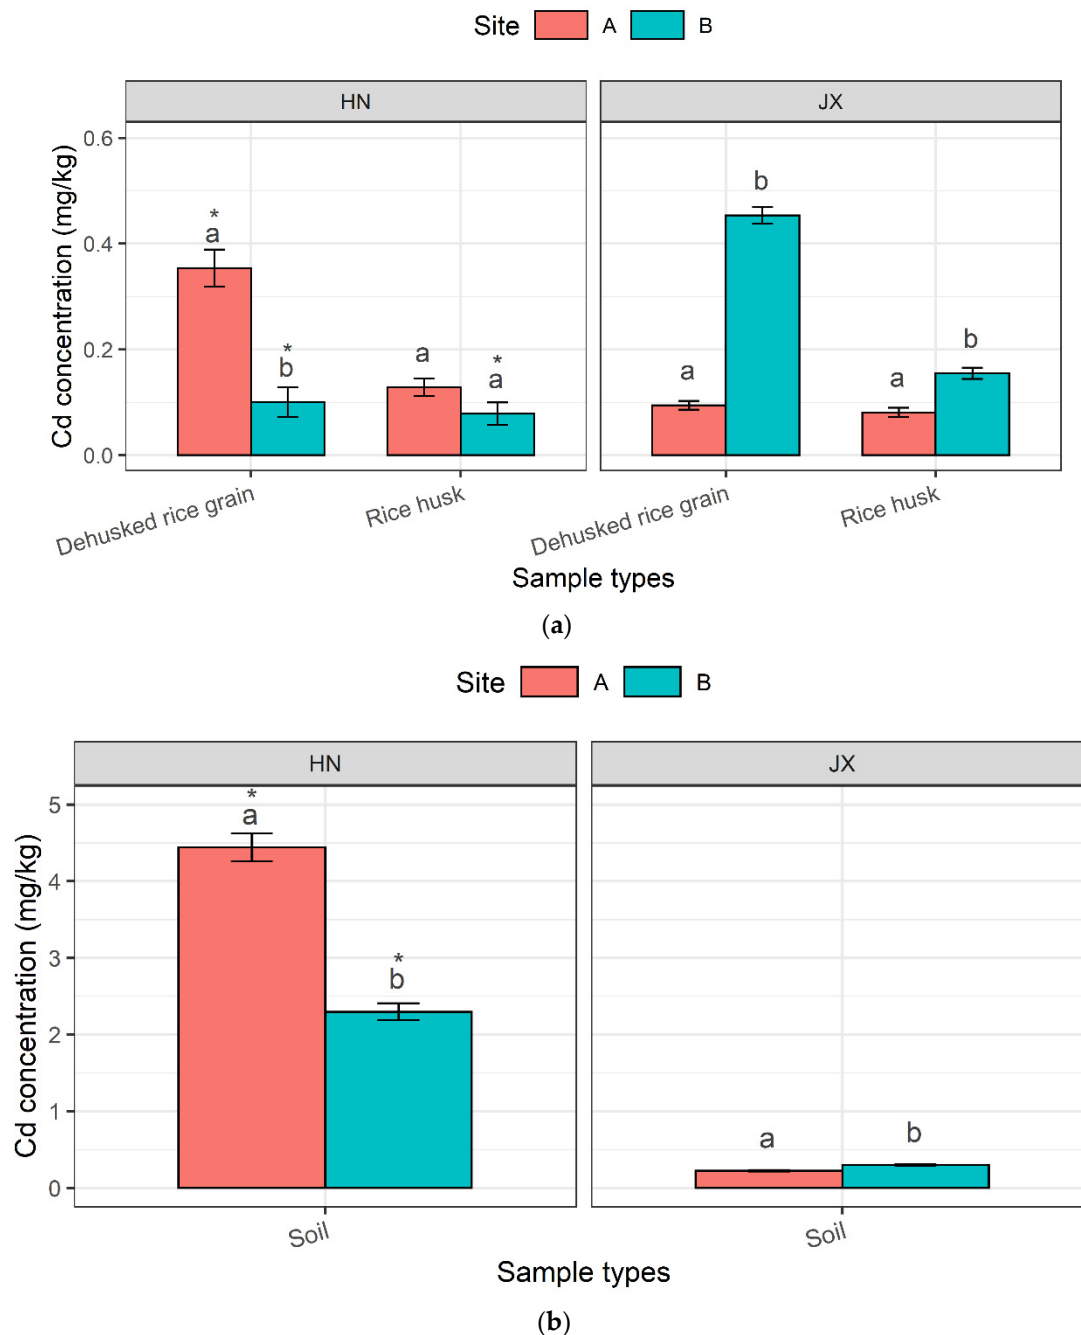 Site A B
HN JX
0.6
0.4
0.2
0.0
Cd concentration (mg/kg)
* a
* b
a
* a
a
b
a
b
Dehusked rice grain Rice husk Dehusked rice grain Rice husk
Sample types
(a)
Site A B
HN JX
5
4
3
2
1
0
Cd concentration (mg/kg)
* a
* b
a
b
Soil Soil
Sample types
(b)